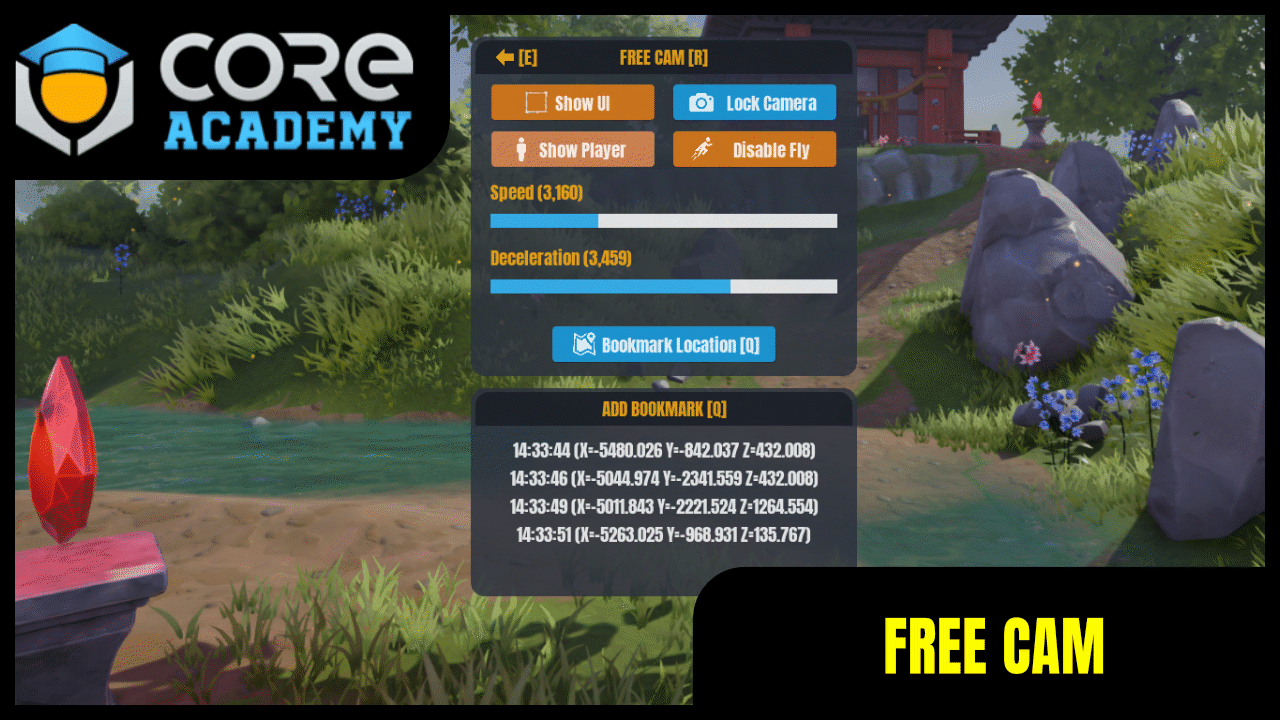 CORE
ACADEMY
[E] FREE CAM [R]
Show UI Lock Camera
Show Player Disable Fly
Speed (3,160)
Deceleration (3,459)
Bookmark Location [Q]
ADD BOOKMARK [Q]
14:33:44 (X=-5480.026 Y=-842.037 Z=432.008)
14:33:46 (X=-5044.974 Y=-2341.559 Z=432.008)
14:33:49 (X=-5011.843 Y=-2221.524 Z=1264.554)
14:33:51 (X=-5263.025 Y=-968.931 Z=135.767)
FREE CAM